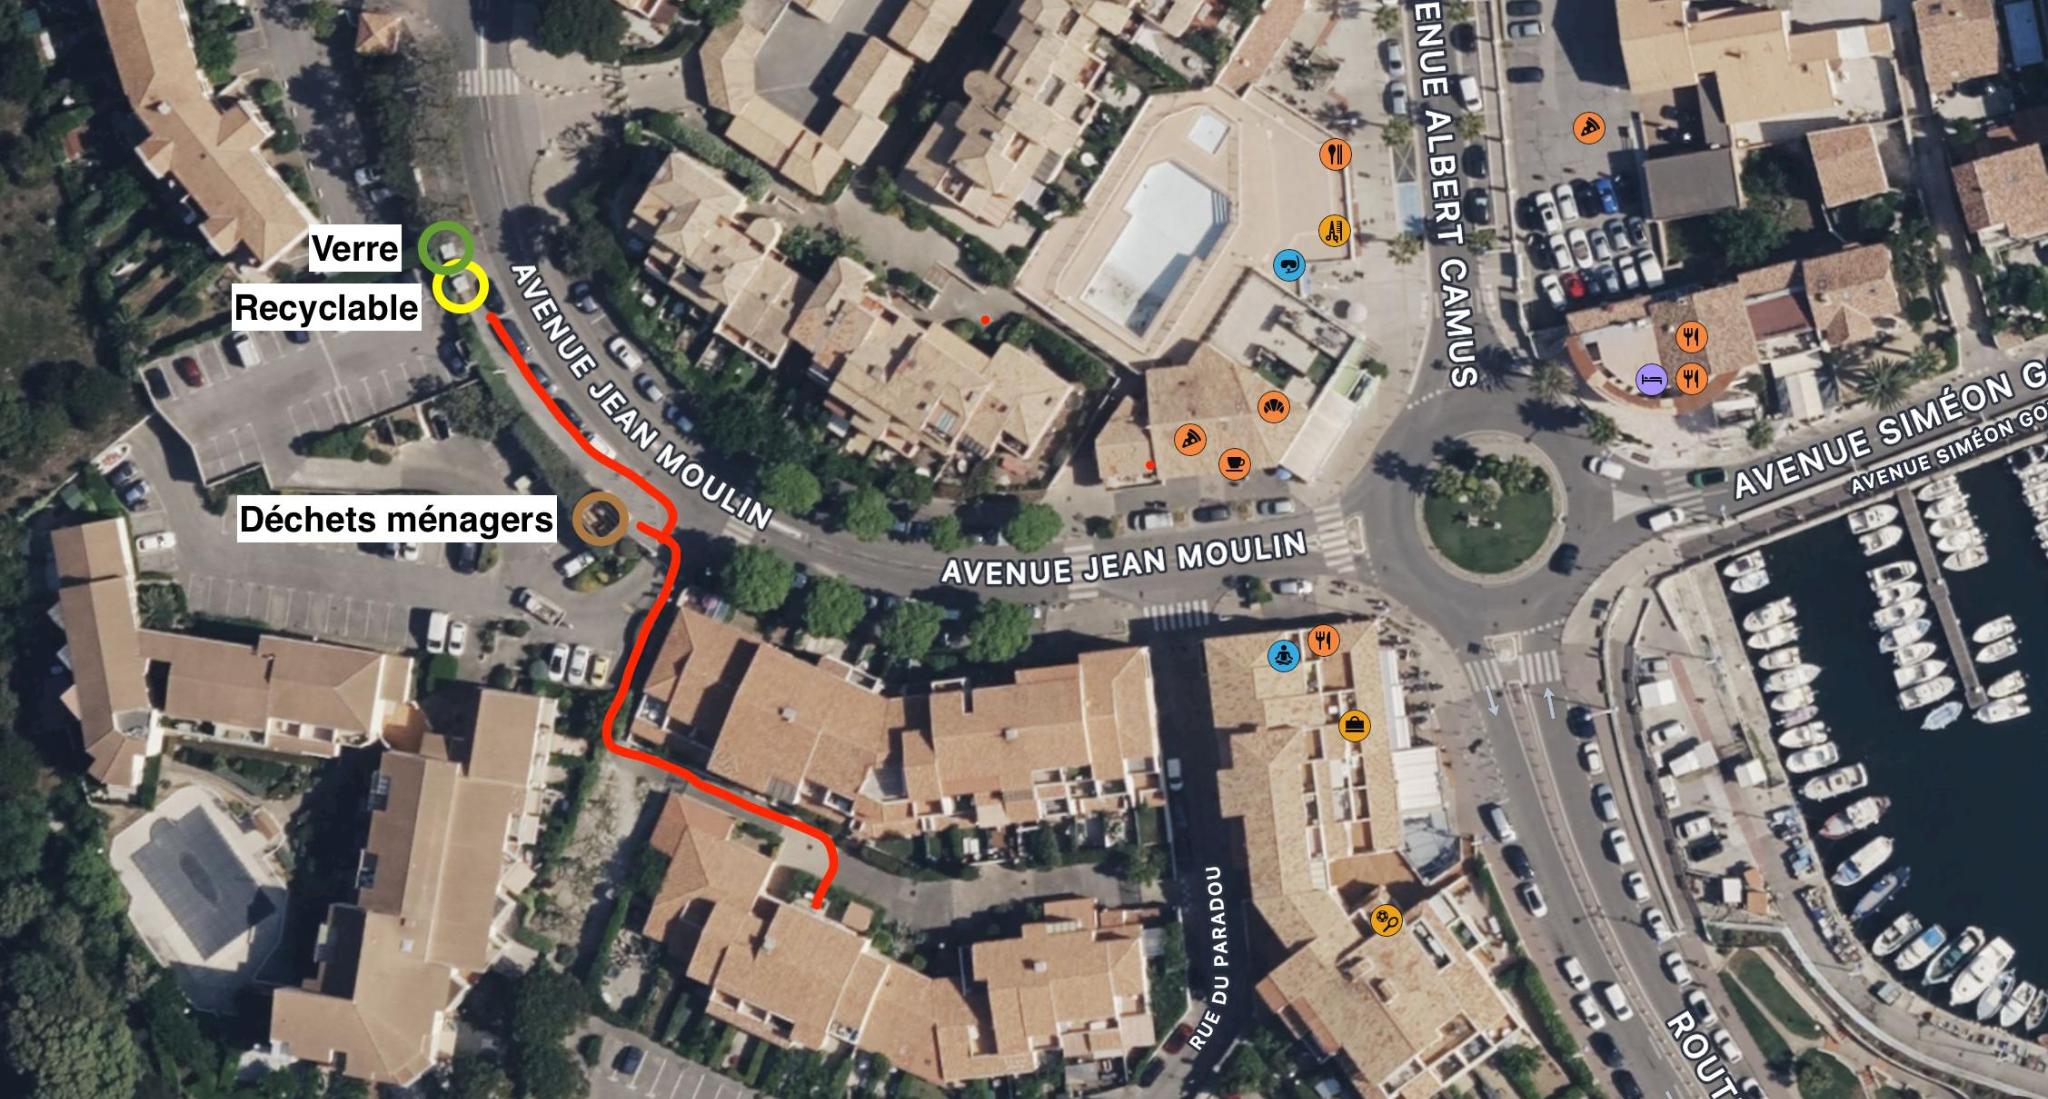 ENUE ALBERT CAMUS
Verre
Recyclable
AVENUE JEAN MOULIN
Déchets ménagers
AVENUE JEAN MOULIN
AVENUE SIMÉON G
AVENUE SIMÉON GO
RUE DU PARADOU
ROUT